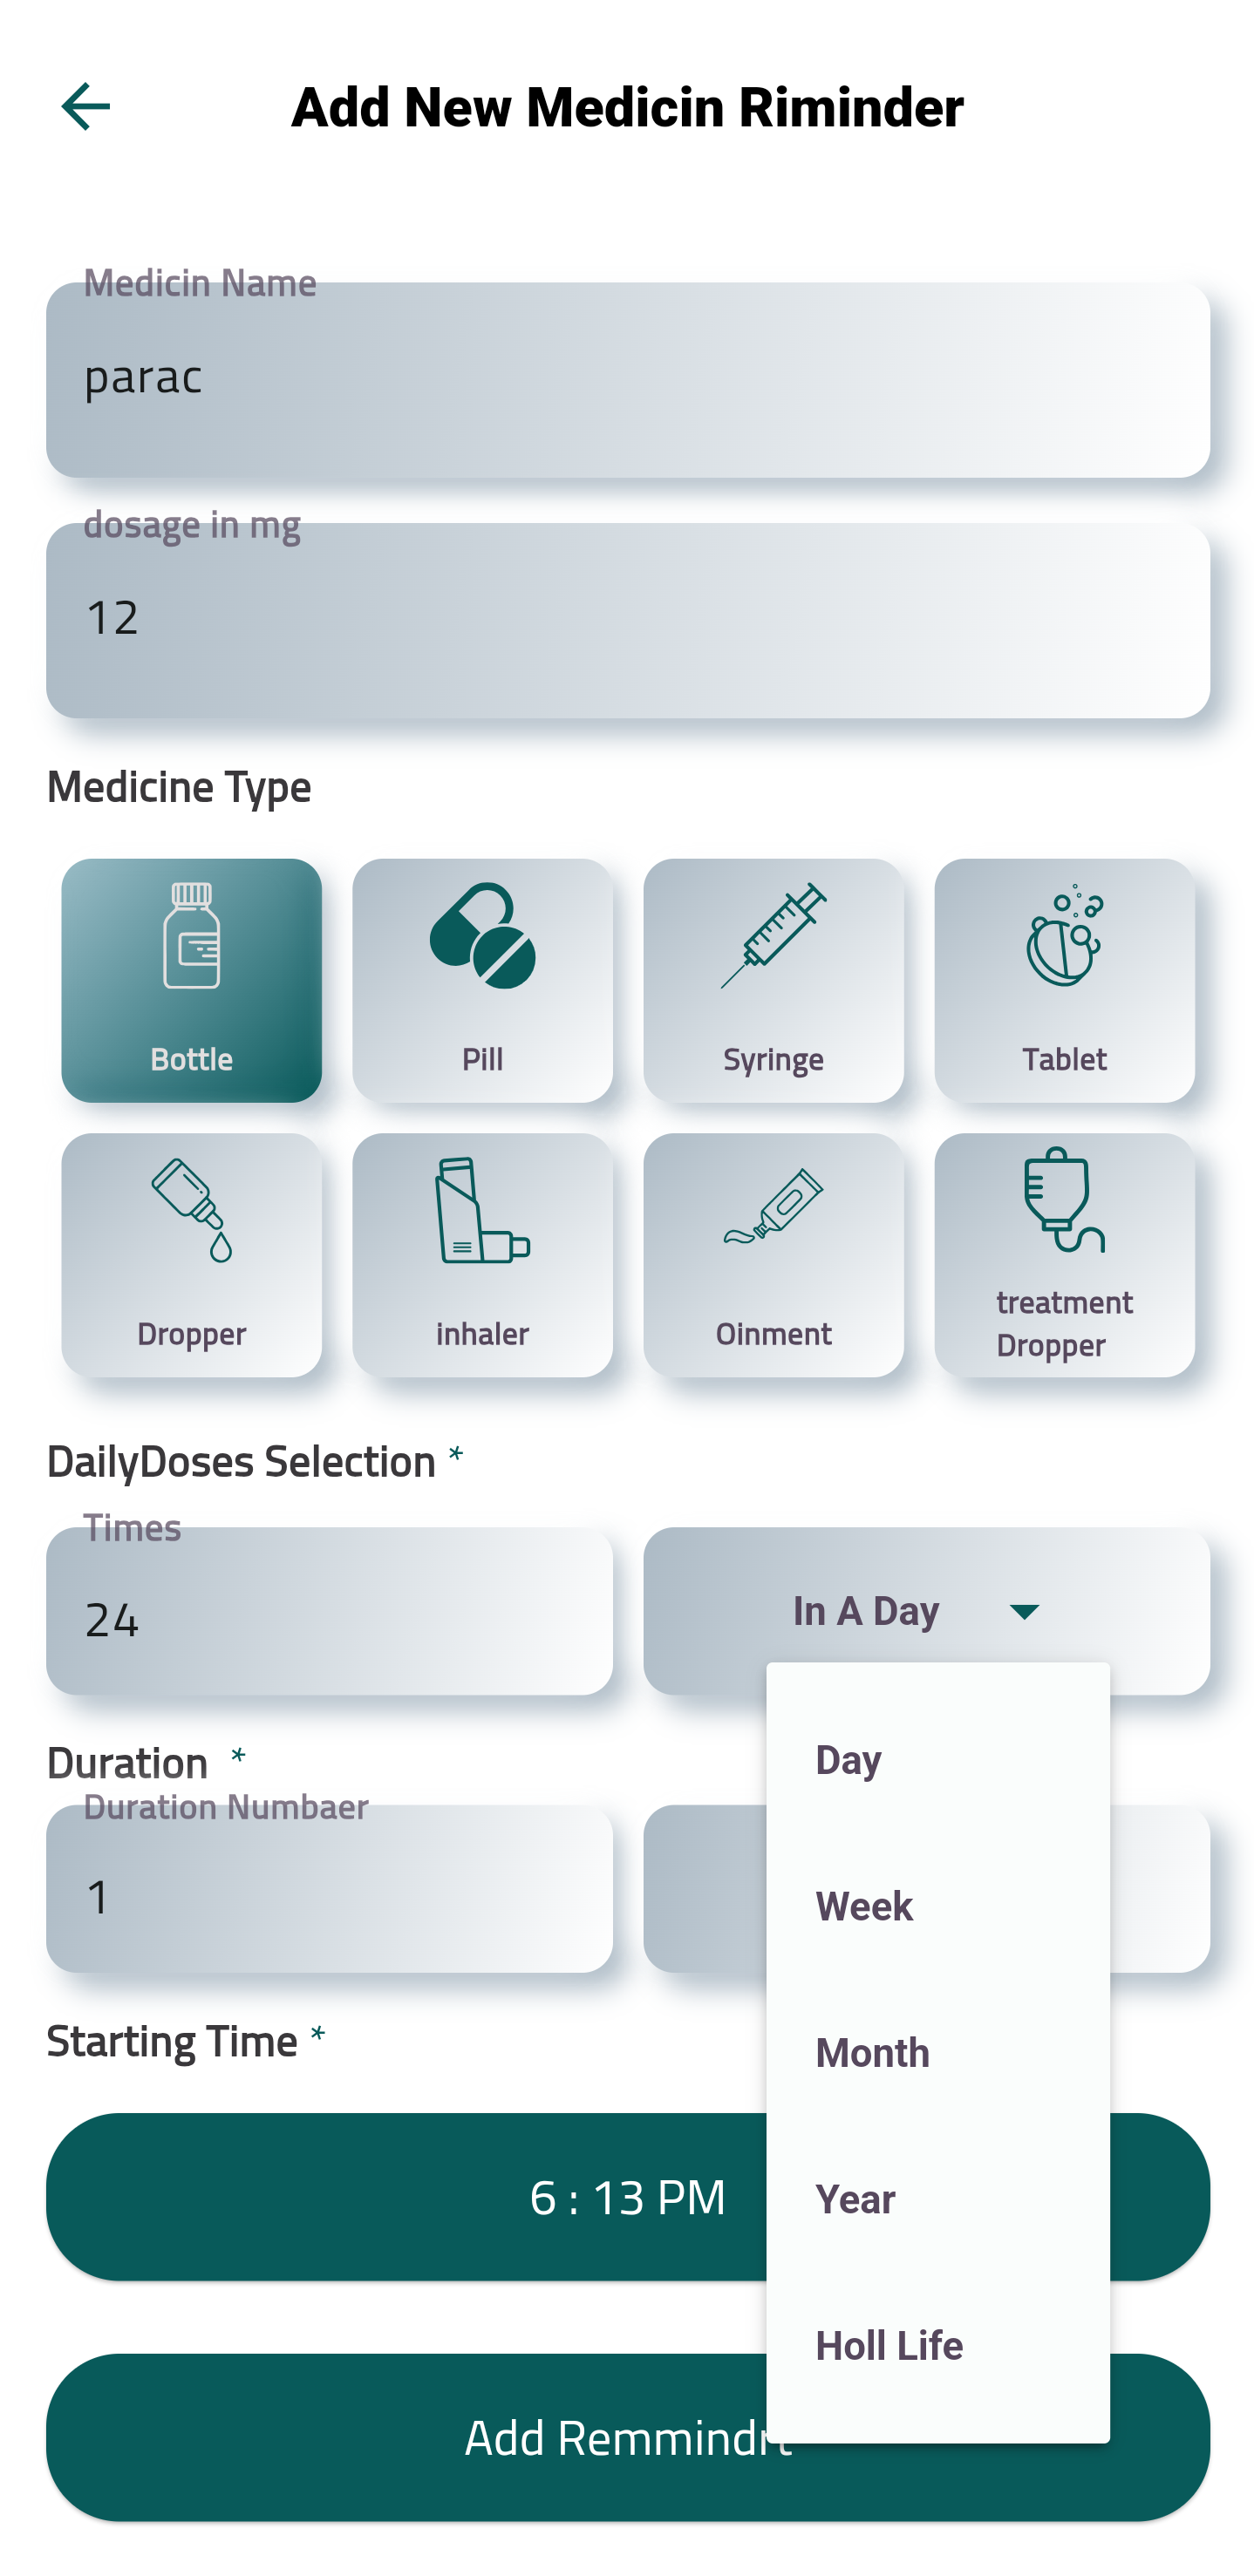 Add New Medicin Riminder
Medicin Name
parac
dosage in mg
12
Medicine Type
Bottle
Pill
Syringe
Tablet
Dropper
inhaler
Oinment
treatment
Dropper
DailyDoses Selection *
Times
24
In A Day
Day
Week
Month
Year
Holl Life
Duration *
Duration Numbaer
1
Starting Time *
6 : 13 PM
Add Remmindrt